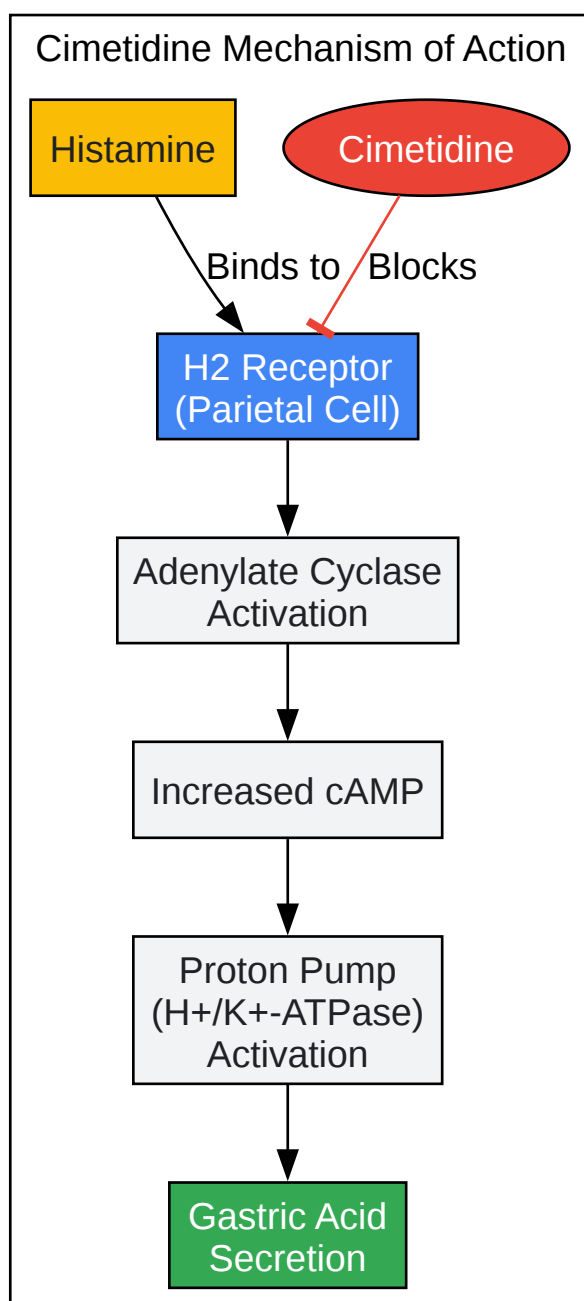 Cimetidine Mechanism of Action
Histamine
Cimetidine
Binds to
Blocks
H2 Receptor
(Parietal Cell)
Adenylate Cyclase
Activation
Increased cAMP
Proton Pump
(H+/K+-ATPase)
Activation
Gastric Acid
Secretion